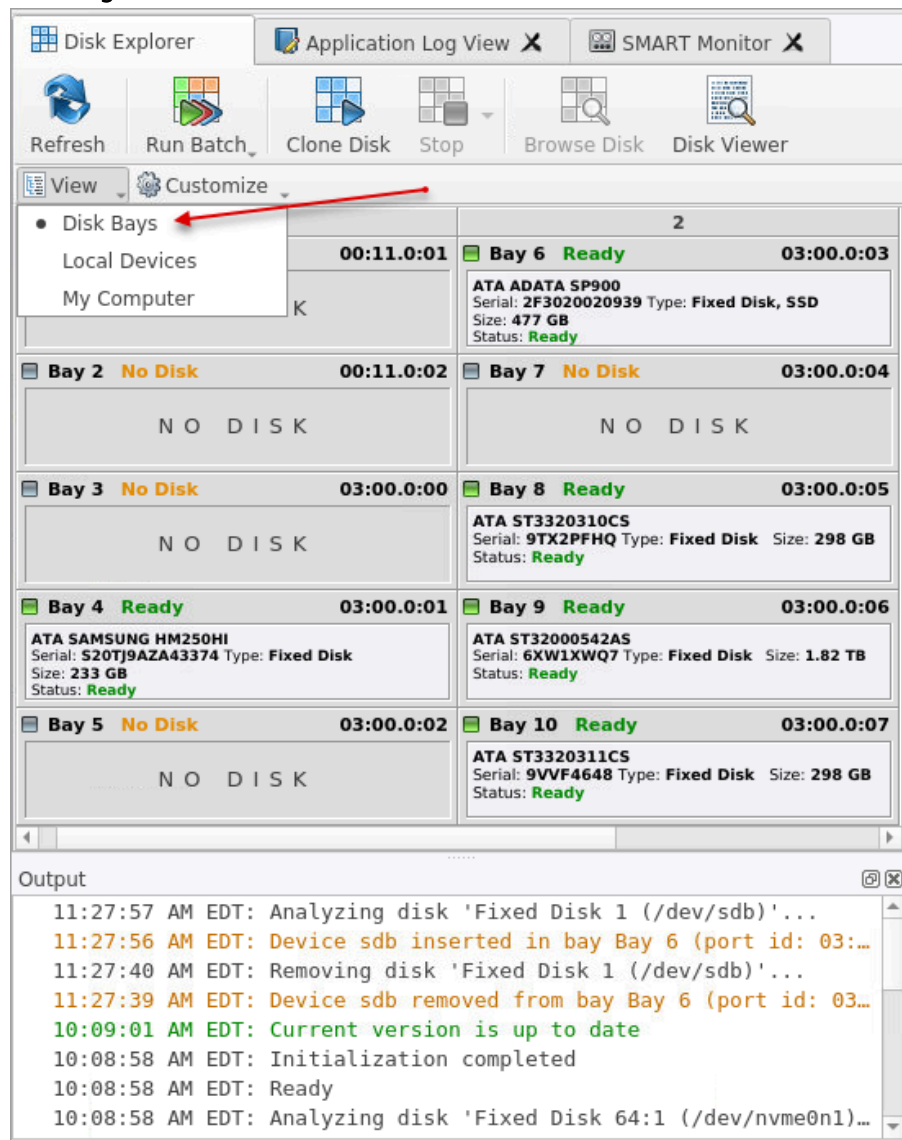 Disk Explorer
Application Log View
SMART Monitor
Refresh
Run Batch
Clone Disk
Stop
Browse Disk
Disk Viewer
View
Customize
Disk Bays
Local Devices
My Computer
2
00:11.0:01
K
Bay 6 Ready 03:00.0:03
ATA ADATA SP900
Serial: 2F3020020939 Type: Fixed Disk, SSD
Size: 477 GB
Status: Ready
Bay 2 No Disk 00:11.0:02
NO DISK
Bay 7 No Disk 03:00.0:04
NO DISK
Bay 3 No Disk 03:00.0:00
NO DISK
Bay 8 Ready 03:00.0:05
ATA ST3320310CS
Serial: 9TX2PFHQ Type: Fixed Disk Size: 298 GB
Status: Ready
Bay 4 Ready 03:00.0:01
ATA SAMSUNG HM250HI
Serial: S20TJ9AZA43374 Type: Fixed Disk
Size: 233 GB
Status: Ready
Bay 9 Ready 03:00.0:06
ATA ST32000542AS
Serial: 6XW1XWQ7 Type: Fixed Disk Size: 1.82 TB
Status: Ready
Bay 5 No Disk 03:00.0:02
NO DISK
Bay 10 Ready 03:00.0:07
ATA ST3320311CS
Serial: 9VVF4648 Type: Fixed Disk Size: 298 GB
Status: Ready
Output
11:27:57 AM EDT: Analyzing disk 'Fixed Disk 1 (/dev/sdb)'...
11:27:56 AM EDT: Device sdb inserted in bay Bay 6 (port id: 03:…
11:27:40 AM EDT: Removing disk 'Fixed Disk 1 (/dev/sdb)'...
11:27:39 AM EDT: Device sdb removed from bay Bay 6 (port id: 03…
10:09:01 AM EDT: Current version is up to date
10:08:58 AM EDT: Initialization completed
10:08:58 AM EDT: Ready
10:08:58 AM EDT: Analyzing disk 'Fixed Disk 64:1 (/dev/nvme0n1)…